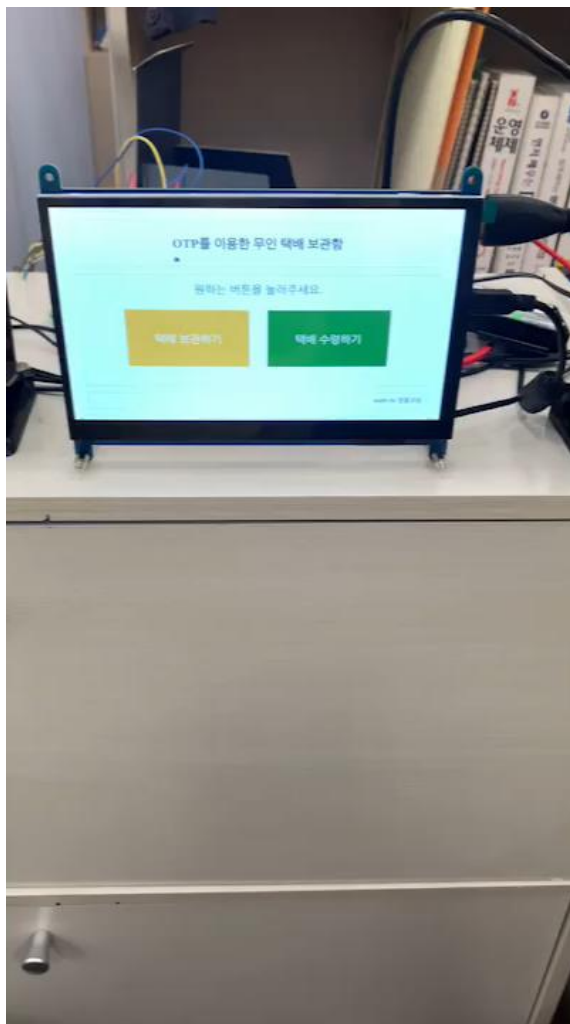 OTP를 이용한 무인 택배 보관함
원하는 버튼을 눌러주세요.
택배 보관하기
택배 수령하기
운영
체제